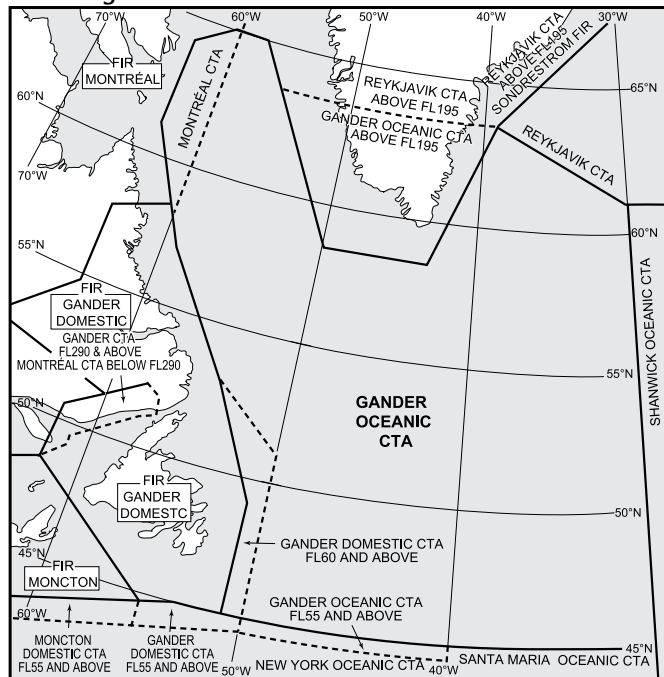 70°W
60°W
50°W
40°W
30°W
FIR
MONTRÉAL
MONTRÉAL CTA
REYKJAVIK CTA
ABOVE FL195
GANDER OCEANIC CTA
ABOVE FL195
REYKJAVIK CTA
ABOVE FL195
SONDRESTROM FIR
65°N
60°N
70°W
REYKJAVIK CTA
60°N
55°N
FIR
GANDER
DOMESTIC
GANDER CTA
FL290 & ABOVE
MONTRÉAL CTA BELOW FL290
SHANWICK OCEANIC CTA
55°N
50°N
GANDER
OCEANIC
CTA
FIR
GANDER
DOMESTC
50°N
45°N
FIR
MONCTON
GANDER DOMESTIC CTA
FL60 AND ABOVE
60°W
GANDER OCEANIC CTA
FL55 AND ABOVE
MONCTON
DOMESTIC CTA
FL55 AND ABOVE
GANDER
DOMESTIC CTA
FL55 AND ABOVE
50°W
NEW YORK OCEANIC CTA
40°W
SANTA MARIA OCEANIC CTA
45°N